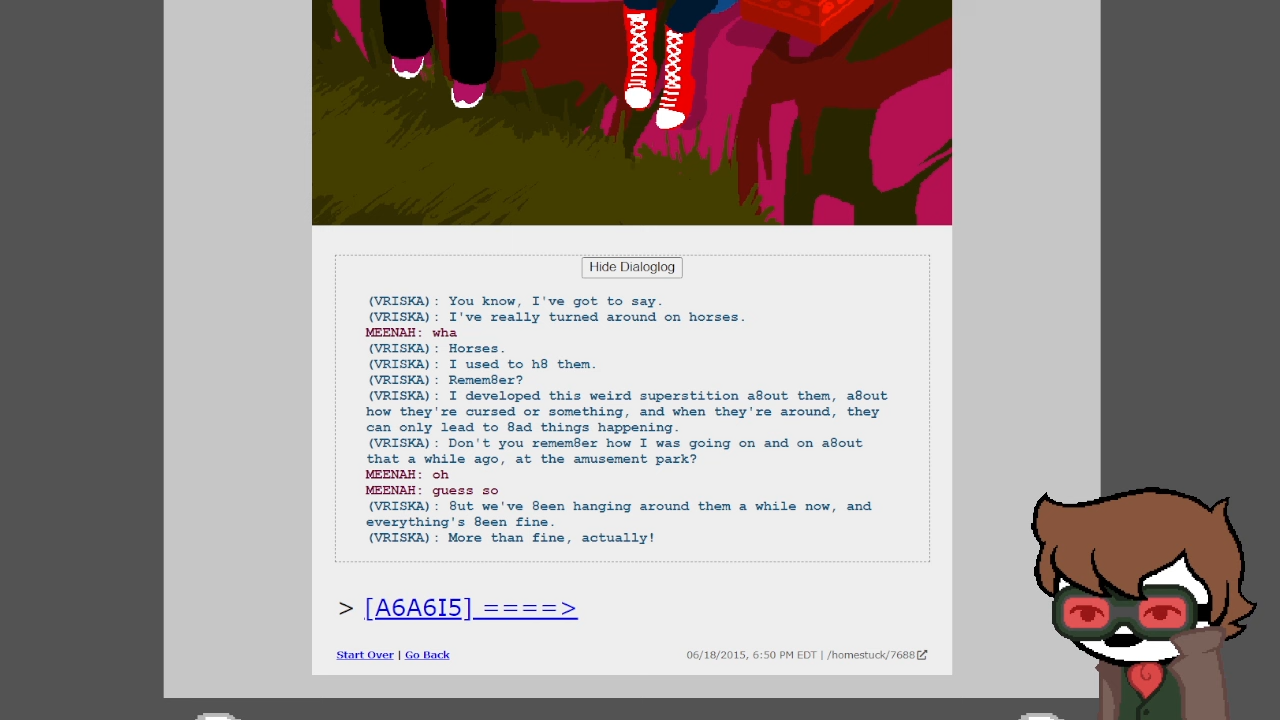 Hide Dialoglog
(VRISKA): You know, I've got to say.
(VRISKA): I've really turned around on horses.
MEENAH: wha
(VRISKA): Horses.
(VRISKA): I used to h8 them.
(VRISKA): Remem8er?
(VRISKA): I developed this weird superstition a8out them, a8out
how they're cursed or something, and when they're around, they
can only lead to 8ad things happening.
(VRISKA): Don't you remem8er how I was going on and on a8out
that a while ago, at the amusement park?
MEENAH: oh
MEENAH: guess so
(VRISKA): 8ut we've 8een hanging around them a while now, and
everything's 8een fine.
(VRISKA): More than fine, actually!
> [A6A6I5] ====>
Start Over | Go Back 06/18/2015, 6:50 PM EDT | /homestuck/7688